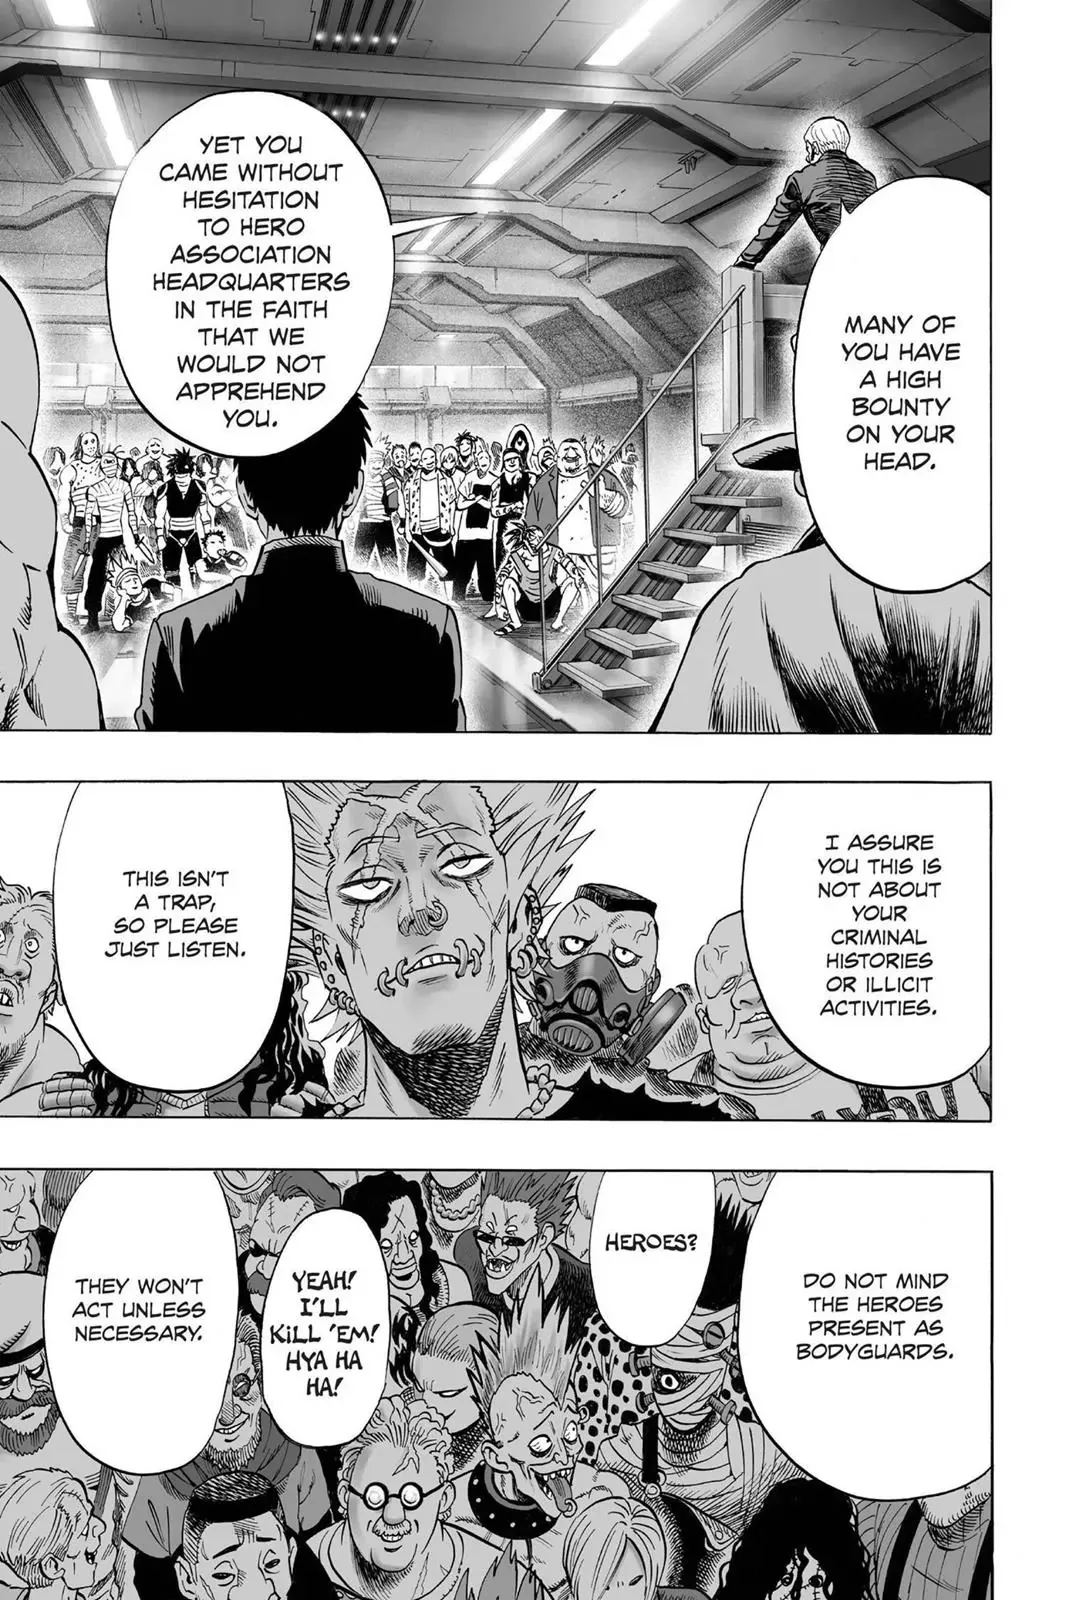 MANY OF
YOU HAVE
A HIGH
BOUNTY
ON YOUR
HEAD.
YET YOU
CAME WITHOUT
HESITATION
TO HERO
ASSOCIATION
HEADQUARTERS
IN THE FAITH
THAT WE
WOULD NOT
APPREHEND
YOU.
I ASSURE
YOU THIS IS
NOT ABOUT
YOUR
CRIMINAL
HISTORIES
OR ILLICIT
ACTIVITIES.
THIS ISN'T
A TRAP,
SO PLEASE
JUST LISTEN.
DO NOT MIND
THE HEROES
PRESENT AS
BODYGUARDS.
HEROES?
YEAH!
I'LL
KILL 'EM!
HYA HA
HA!
THEY WON'T
ACT UNLESS
NECESSARY.